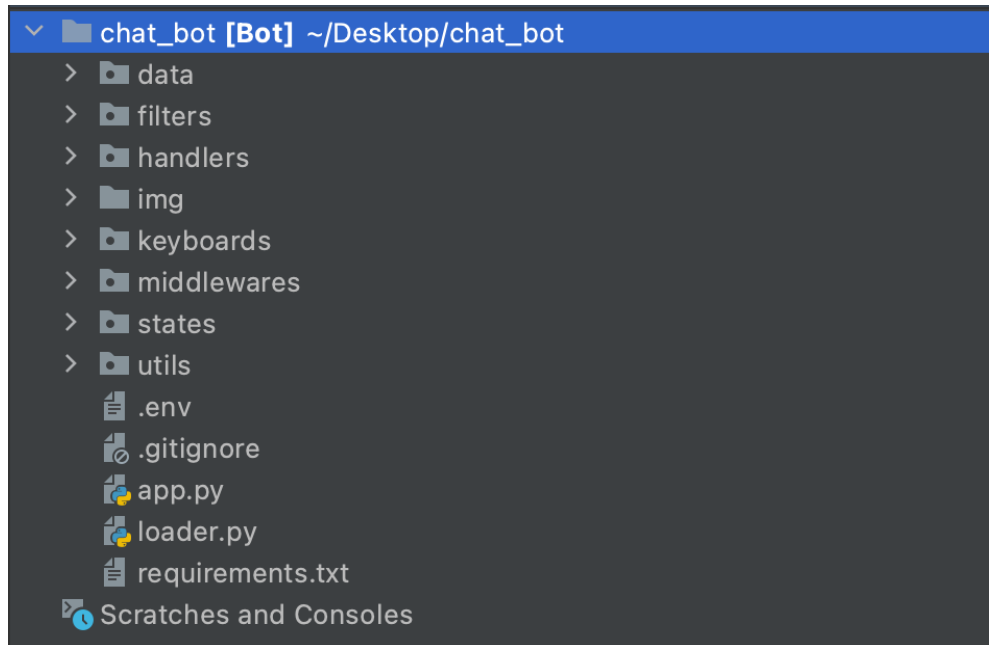 chat_bot [Bot] ~/Desktop/chat_bot
data
filters
handlers
img
keyboards
middlewares
states
utils
.env
.gitignore
app.py
loader.py
requirements.txt
Scratches and Consoles